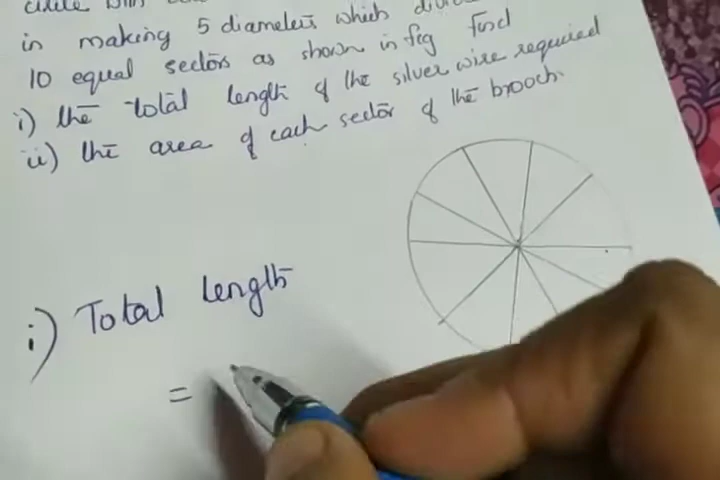 in making 5 diameters which
10 equal sectors as shown in fig find
i) the total length of the silver wire required
ii) the area of each sector of the brooch.
i) Total length
=